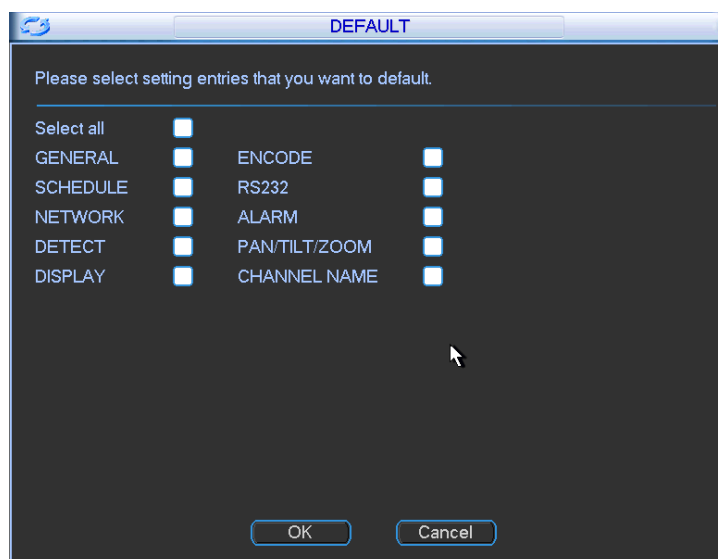 DEFAULT
Please select setting entries that you want to default.
Select all
GENERAL ENCODE
SCHEDULE RS232
NETWORK ALARM
DETECT PAN/TILT/ZOOM
DISPLAY CHANNEL NAME
OK Cancel